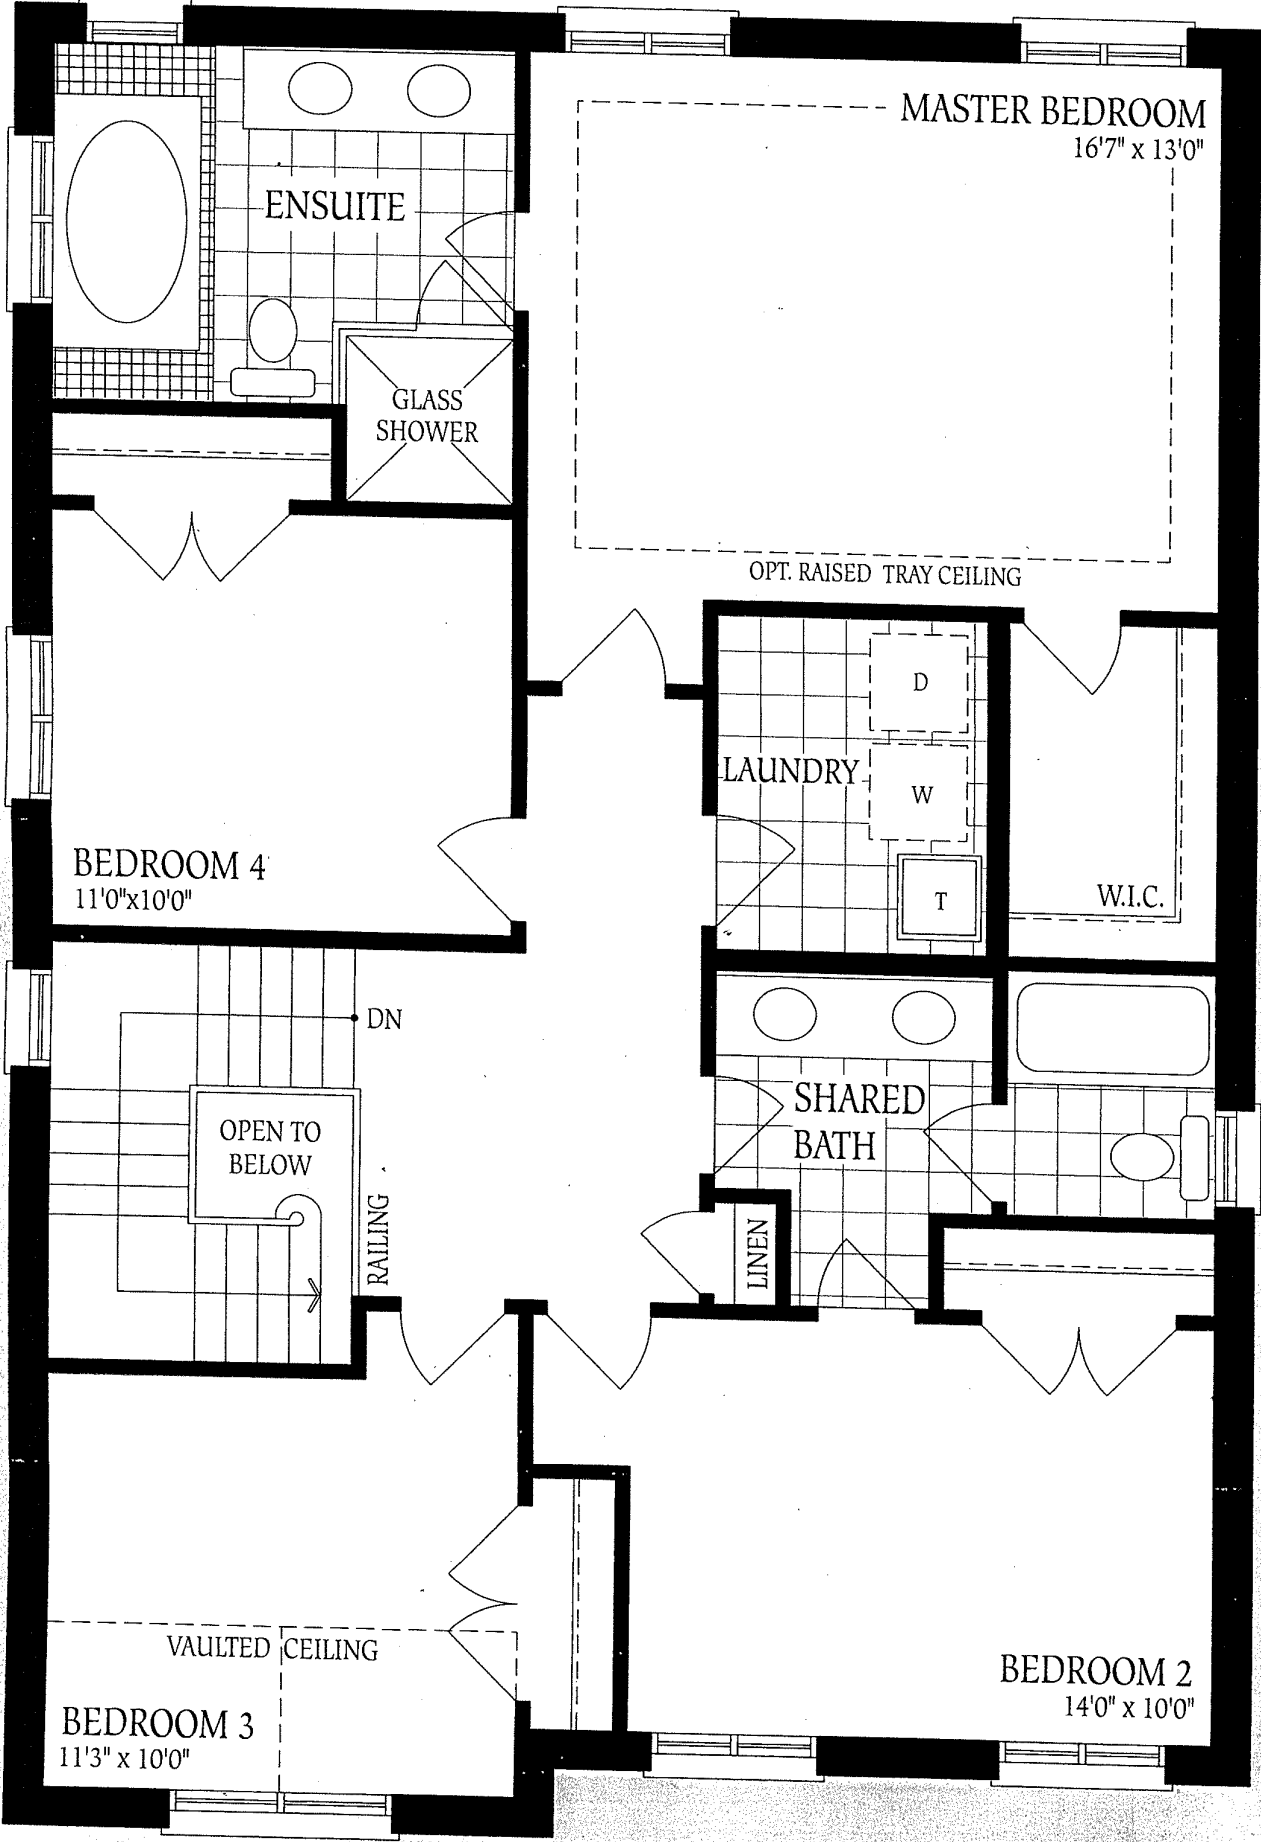 MASTER BEDROOM
16'7" x 13'0"
ENSUITE
GLASS
SHOWER
OPT. RAISED TRAY CEILING
D
LAUNDRY
W
T
W.I.C.
BEDROOM 4
11'0"x10'0"
DN
OPEN TO
BELOW
RAILING
SHARED
BATH
LINEN
VAULTED CEILING
BEDROOM 3
11'3" x 10'0"
BEDROOM 2
14'0" x 10'0"